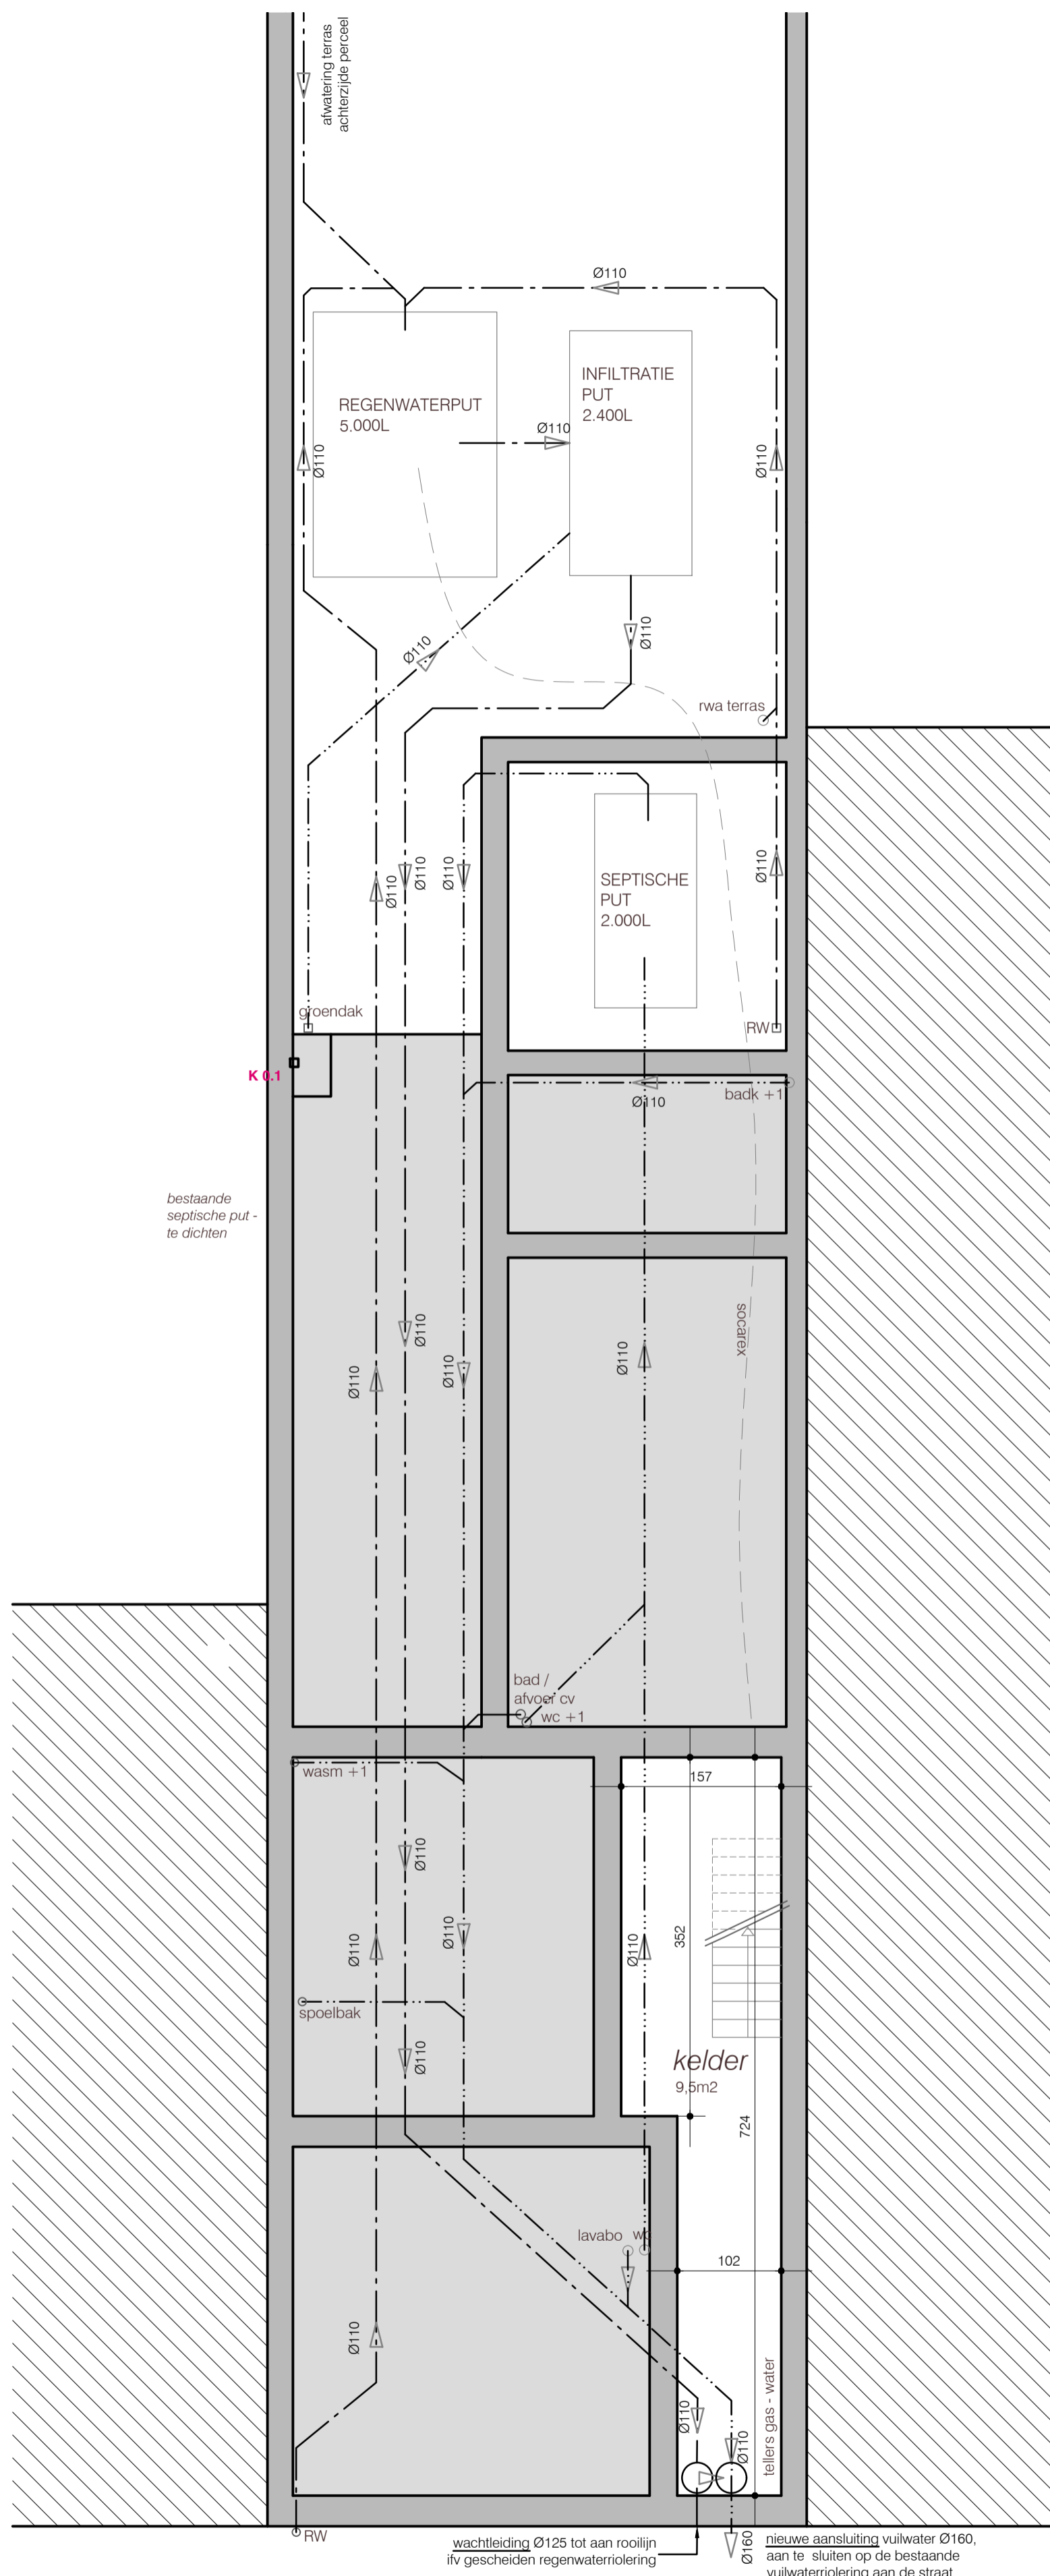 afwatering terras
achterzijde perceel
Ø110
REGENWATERPUT
5.000L
INFILTRATIE
PUT
2.400L
Ø110
Ø110
Ø110
Ø110
Ø110
rwa terras
Ø110
Ø110
Ø110
Ø110
SEPTISCHE
PUT
2.000L
groendak
RW
K 0.1
badk +1
Ø110
bestaande
septische put -
te dichten
socarex
Ø110
Ø110
Ø110
Ø110
bad /
afvoer cv
wc +1
wasm +1
157
Ø110
Ø110
Ø110
Ø110
352
spoelbak
Ø110
kelder
9,5m2
724
lavabo
wc
102
Ø110
Ø110
Ø110
tellers gas - water
RW
wachtleiding Ø125 tot aan rooilijn
ifv gescheiden regenwaterriolering
Ø160
nieuwe aansluiting vuilwater Ø160,
aan te sluiten op de bestaande
vuilwaterriolering aan de straat